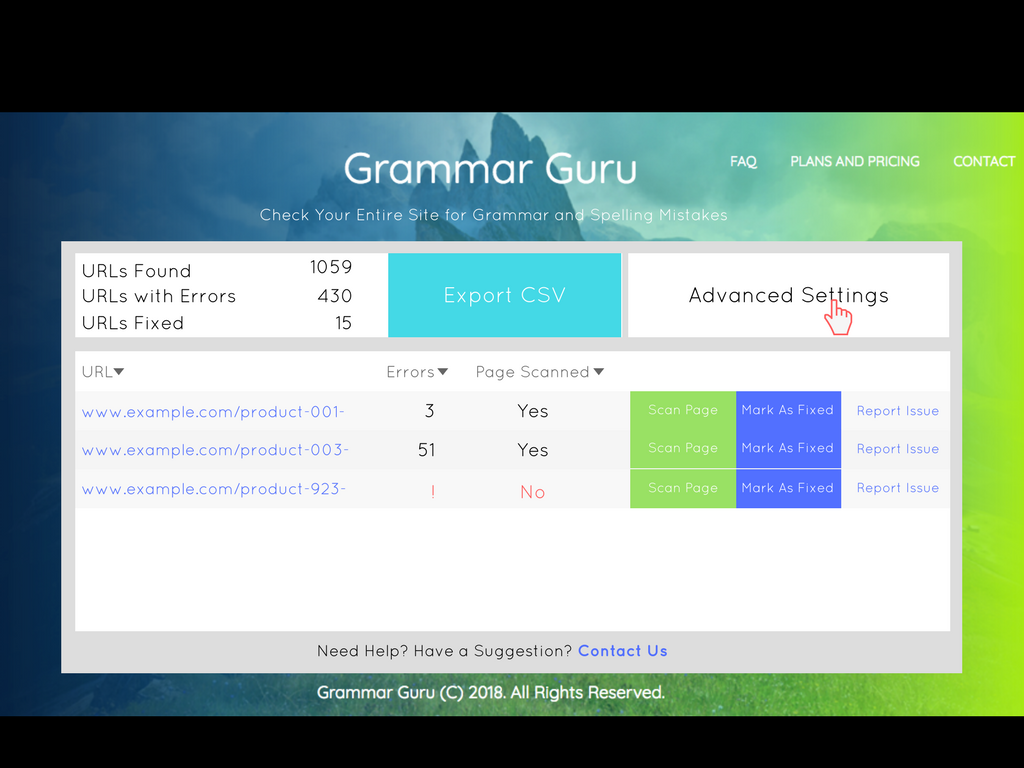 Grammar Guru
FAQ PLANS AND PRICING CONTACT
Check Your Entire Site for Grammar and Spelling Mistakes
URLs Found 1059
URLs with Errors 430
URLs Fixed 15
Export CSV
Advanced Settings
URL▼ Errors▼ Page Scanned▼
www.example.com/product-001- 3 Yes Scan Page Mark As Fixed Report Issue
www.example.com/product-003- 51 Yes Scan Page Mark As Fixed Report Issue
www.example.com/product-923- ! No Scan Page Mark As Fixed Report Issue
Need Help? Have a Suggestion? Contact Us
Grammar Guru (C) 2018. All Rights Reserved.